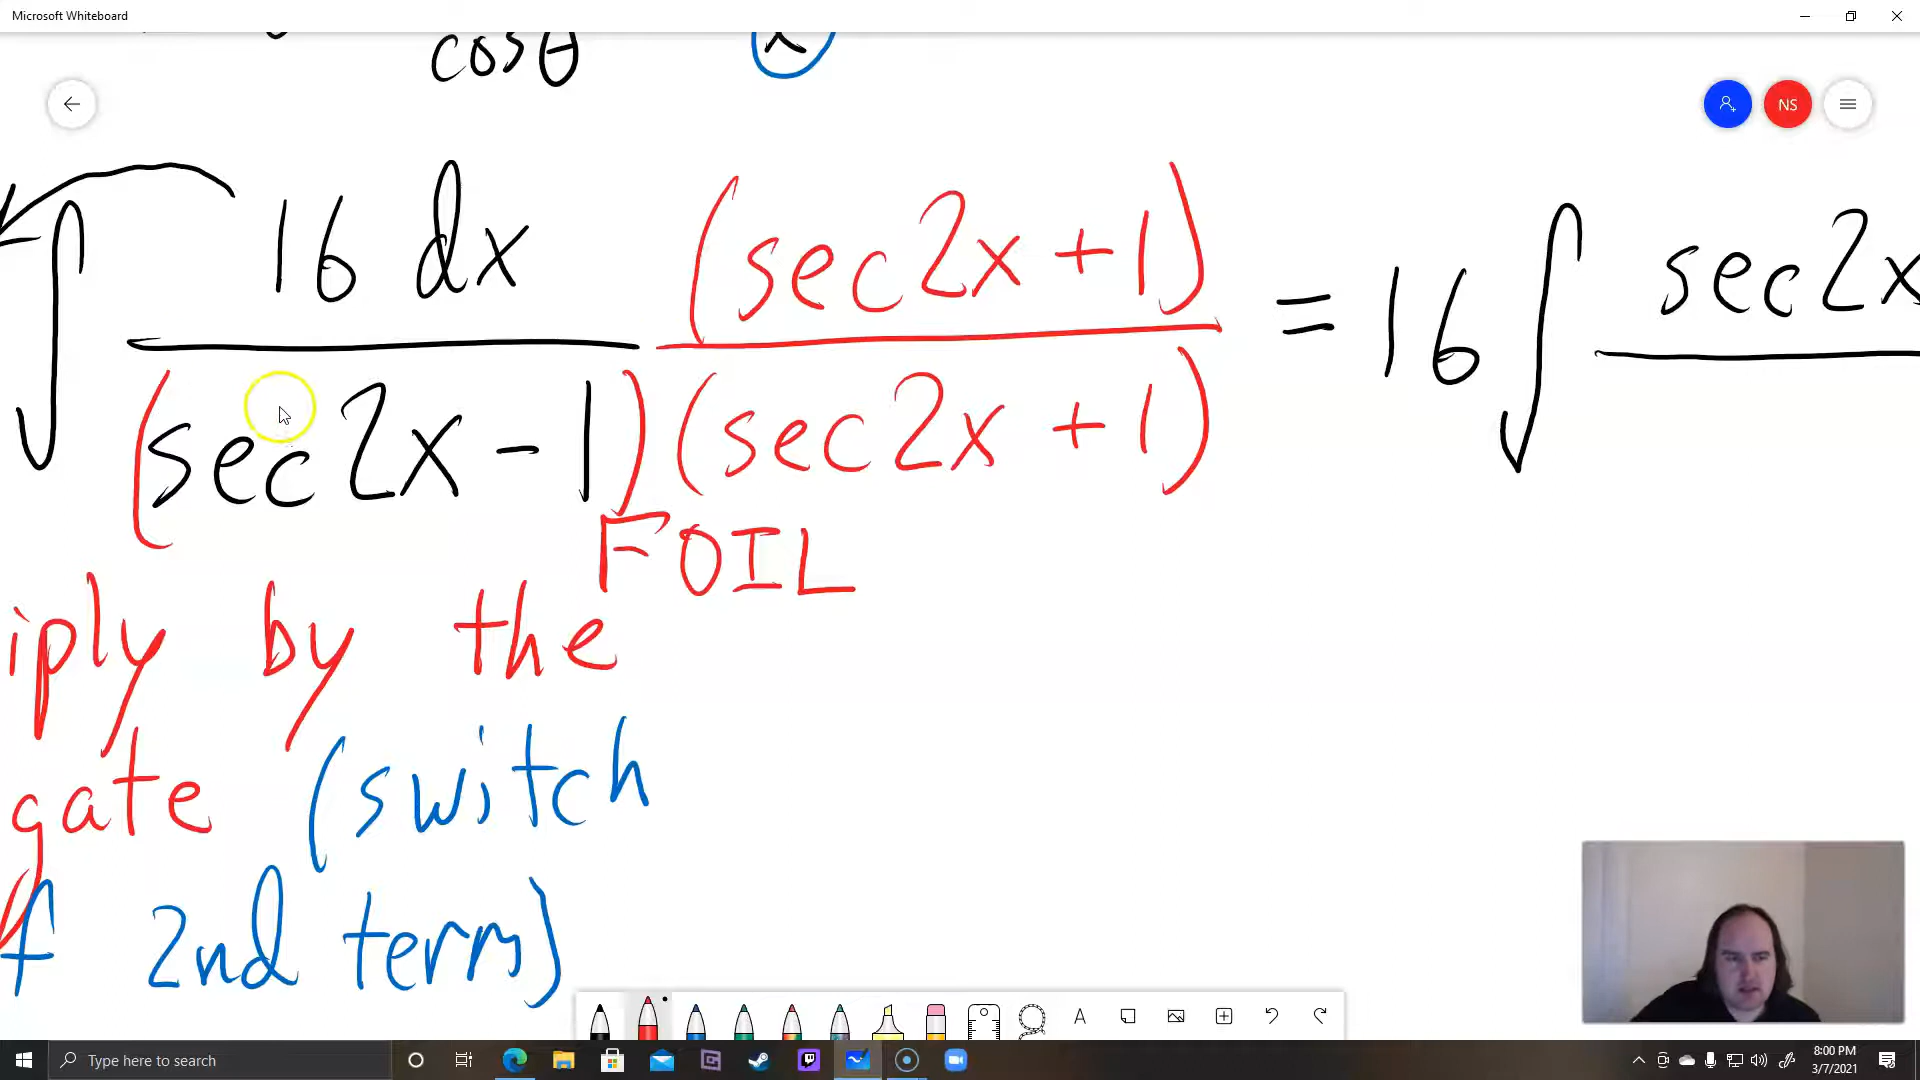 Microsoft Whiteboard
cosθ
x
NS
∫ 16 dx (sec2x+1) = 16 ∫ sec2x
(sec2x-1) (sec2x+1)
FOIL
iply by the
gate (switch
f 2nd term)
A
Type here to search
8:00 PM
3/7/2021